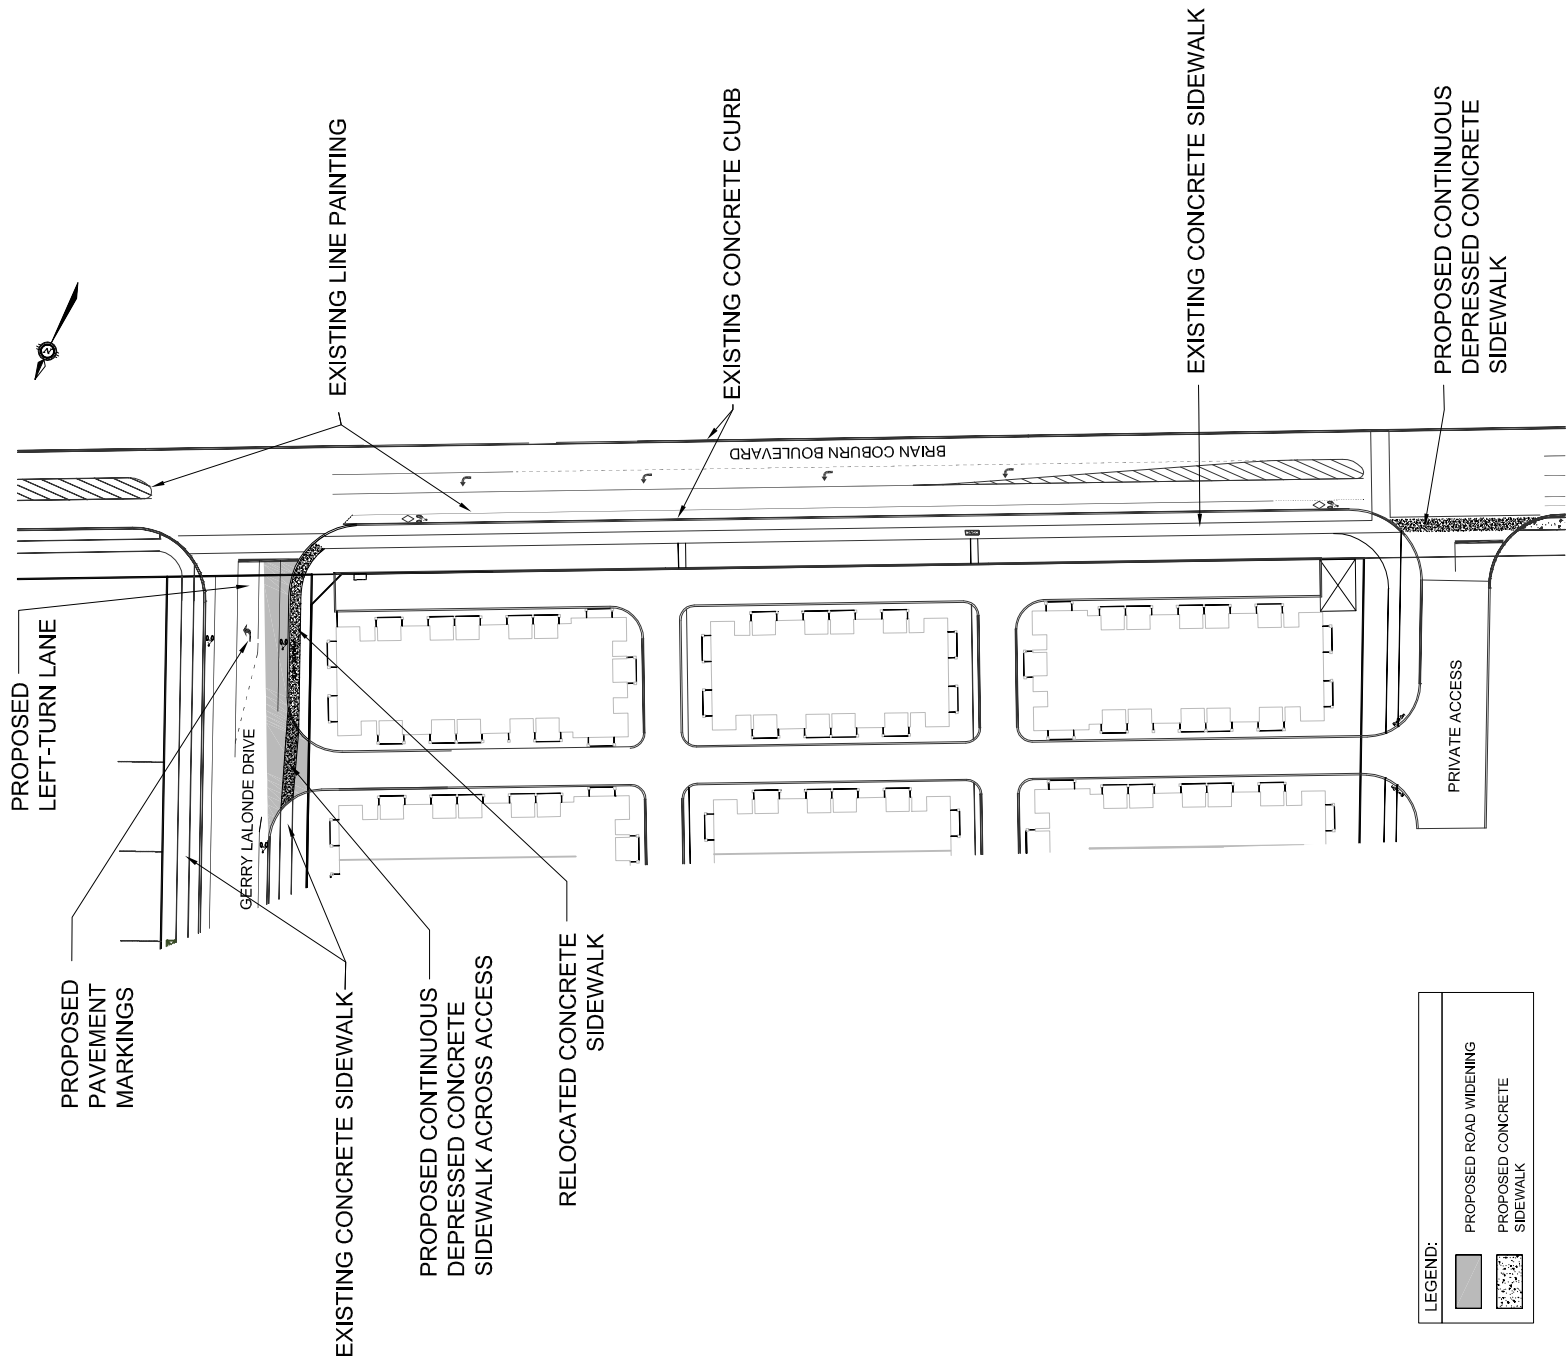 PROPOSED
LEFT-TURN LANE
PROPOSED
PAVEMENT
MARKINGS
EXISTING CONCRETE SIDEWALK
PROPOSED CONTINUOUS
DEPRESSED CONCRETE
SIDEWALK ACROSS ACCESS
RELOCATED CONCRETE
SIDEWALK
GERRY LALONDE DRIVE
EXISTING LINE PAINTING
EXISTING CONCRETE CURB
BRIAN COBURN BOULEVARD
EXISTING CONCRETE SIDEWALK
PROPOSED CONTINUOUS
DEPRESSED CONCRETE
SIDEWALK
PRIVATE ACCESS
N
LEGEND:
PROPOSED ROAD WIDENING
PROPOSED CONCRETE
SIDEWALK